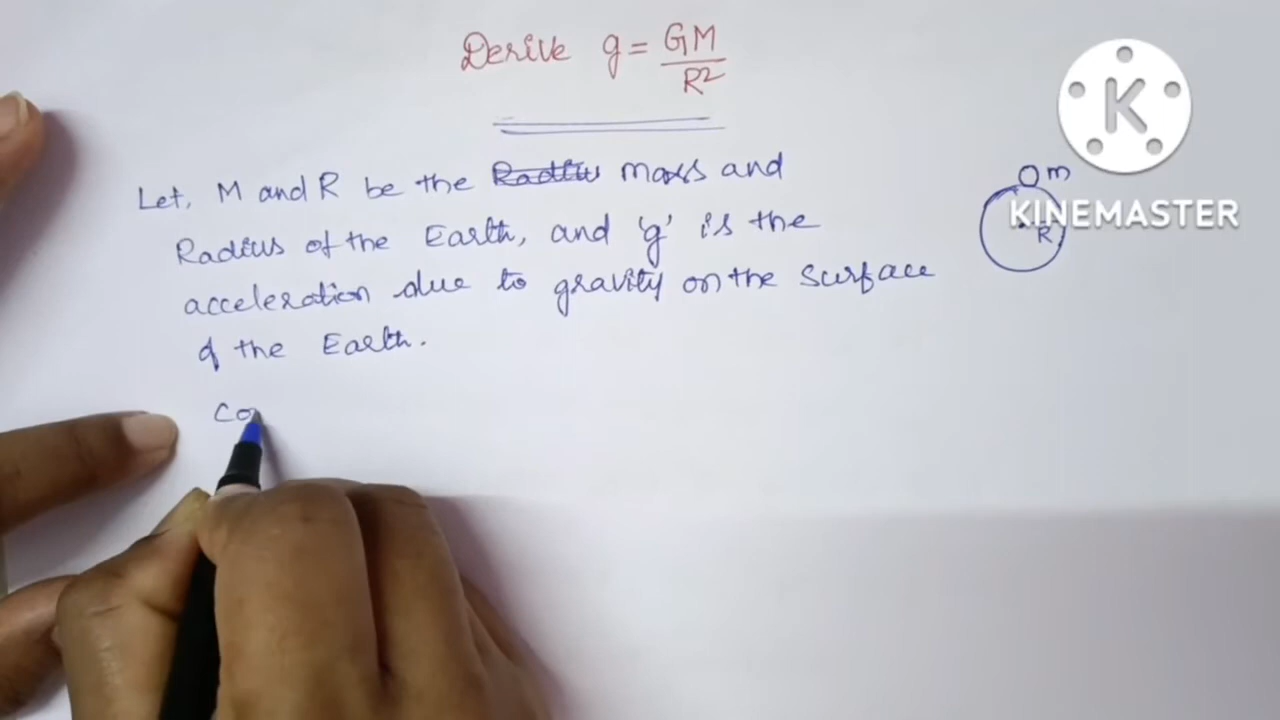 Derive g = GM
R²
Let, M and R be the Radius mass and
Radius of the Earth, and 'g' is the
acceleration due to gravity on the surface
of the Earth.
Co
m
R
K
KINEMASTER